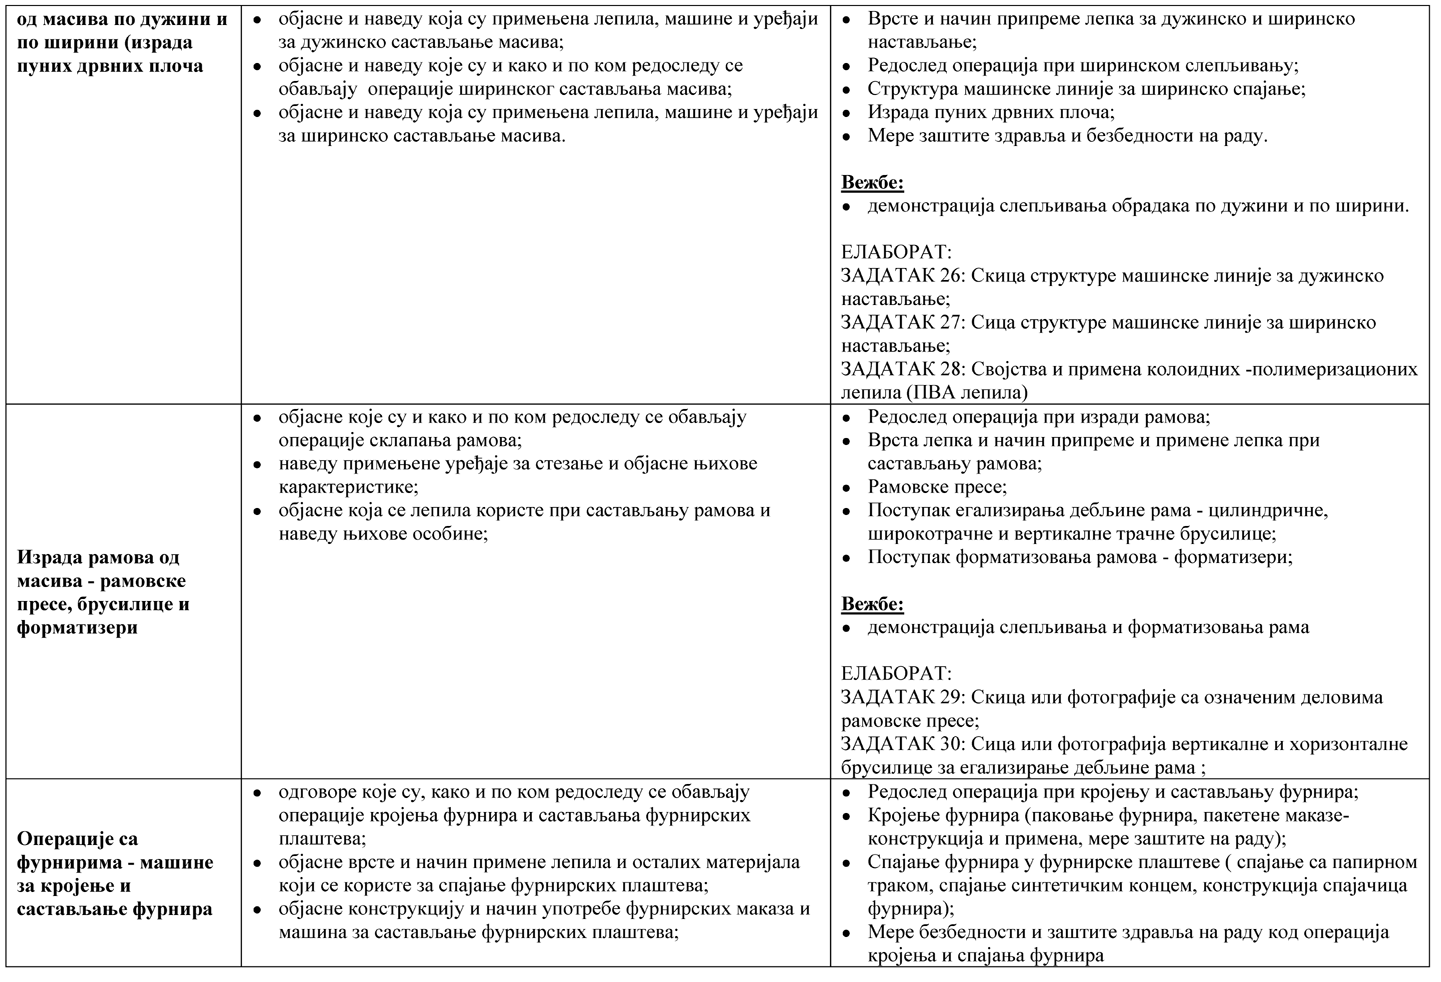 од масива по дужини и
по ширини (израда
пуних дрвних плоча
● објасне и наведу која су примењена лепила, машине и уређаји
за дужинско састављање масива;
● објасне и наведу које су и како и по ком редоследу се
обављају операције ширинског састављања масива;
● објасне и наведу која су примењена лепила, машине и уређаји
за ширинско састављање масива.
● Врсте и начин припреме лепка за дужинско и ширинско
настављање;
● Редослед операција при ширинском слепљивању;
● Структура машинске линије за ширинско спајање;
● Израда пуних дрвних плоча;
● Мере заштите здравља и безбедности на раду.
Вежбе:
● демонстрација слепљивања обрадака по дужини и по ширини.
ЕЛАБОРАТ:
ЗАДАТАК 26: Скица структуре машинске линије за дужинско
настављање;
ЗАДАТАК 27: Сица структуре машинске линије за ширинско
настављање;
ЗАДАТАК 28: Својства и примена колоидних -полимеризационих
лепила (ПВА лепила)
Израда рамова од
масива - рамовске
пресе, брусилице и
форматизери
● објасне које су и како и по ком редоследу се обављају
операције склапања рамова;
● наведу примењене уређаје за стезање и објасне њихове
карактеристике;
● објасне која се лепила користе при састављању рамова и
наведу њихове особине;
● Редослед операција при изради рамова;
● Врста лепка и начин припреме и примене лепка при
састављању рамова;
● Рамовске пресе;
● Поступак егализирања дебљине рама - цилиндричне,
широкотрачне и вертикалне трачне брусилице;
● Поступак форматизовања рамова - форматизери;
Вежбе:
● демонстрација слепљивања и форматизовања рама
ЕЛАБОРАТ:
ЗАДАТАК 29: Скица или фотографије са означеним деловима
рамовске пресе;
ЗАДАТАК 30: Сица или фотографија вертикалне и хоризонталне
брусилице за егализирање дебљине рама ;
Операције са
фурнирима - машине
за кројење и
састављање фурнира
● одговоре које су, како и по ком редоследу се обављају
операције кројења фурнира и састављања фурнирских
плаштева;
● објасне врсте и начин примене лепила и осталих материјала
који се користе за спајање фурнирских плаштева;
● објасне конструкцију и начин употребе фурнирских маказа и
машина за састављање фурнирских плаштева;
● Редослед операција при кројењу и састављању фурнира;
● Кројење фурнира (паковање фурнира, пакетене маказе-
конструкција и примена, мере заштите на раду);
● Спајање фурнира у фурнирске плаштеве ( спајање са папирном
траком, спајање синтетичким концем, конструкција спајачица
фурнира);
● Мере безбедности и заштите здравља на раду код операција
кројења и спајања фурнира